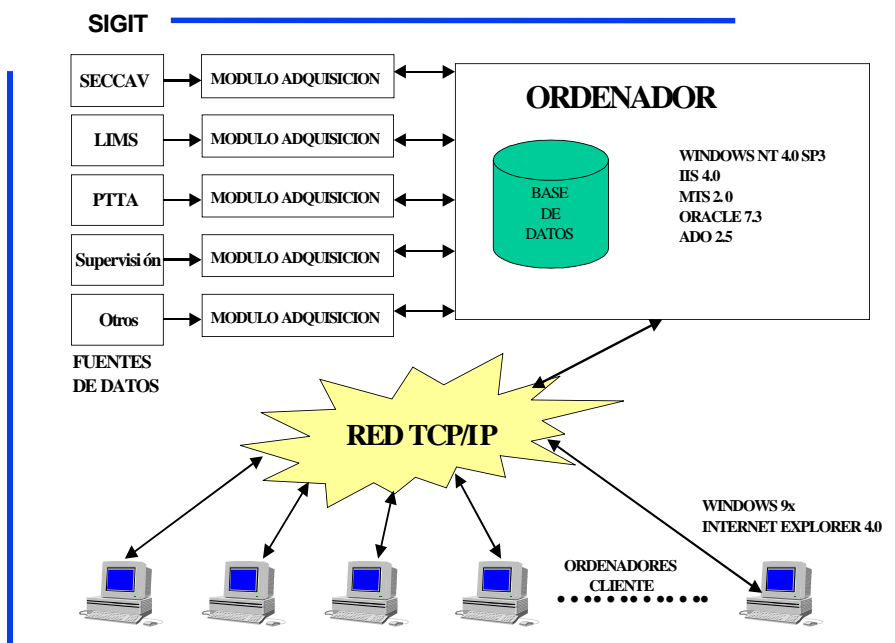 SIGIT
SECCAV
MODULO ADQUISICION
LIMS
MODULO ADQUISICION
PTTA
MODULO ADQUISICION
Supervisión
MODULO ADQUISICION
Otros
MODULO ADQUISICION
FUENTES
DE DATOS
ORDENADOR
BASE
DE
DATOS
WINDOWS NT 4.0 SP3
IIS 4.0
MTS 2.0
ORACLE 7.3
ADO 2.5
RED TCP/IP
WINDOWS 9x
INTERNET EXPLORER 4.0
ORDENADORES
CLIENTE